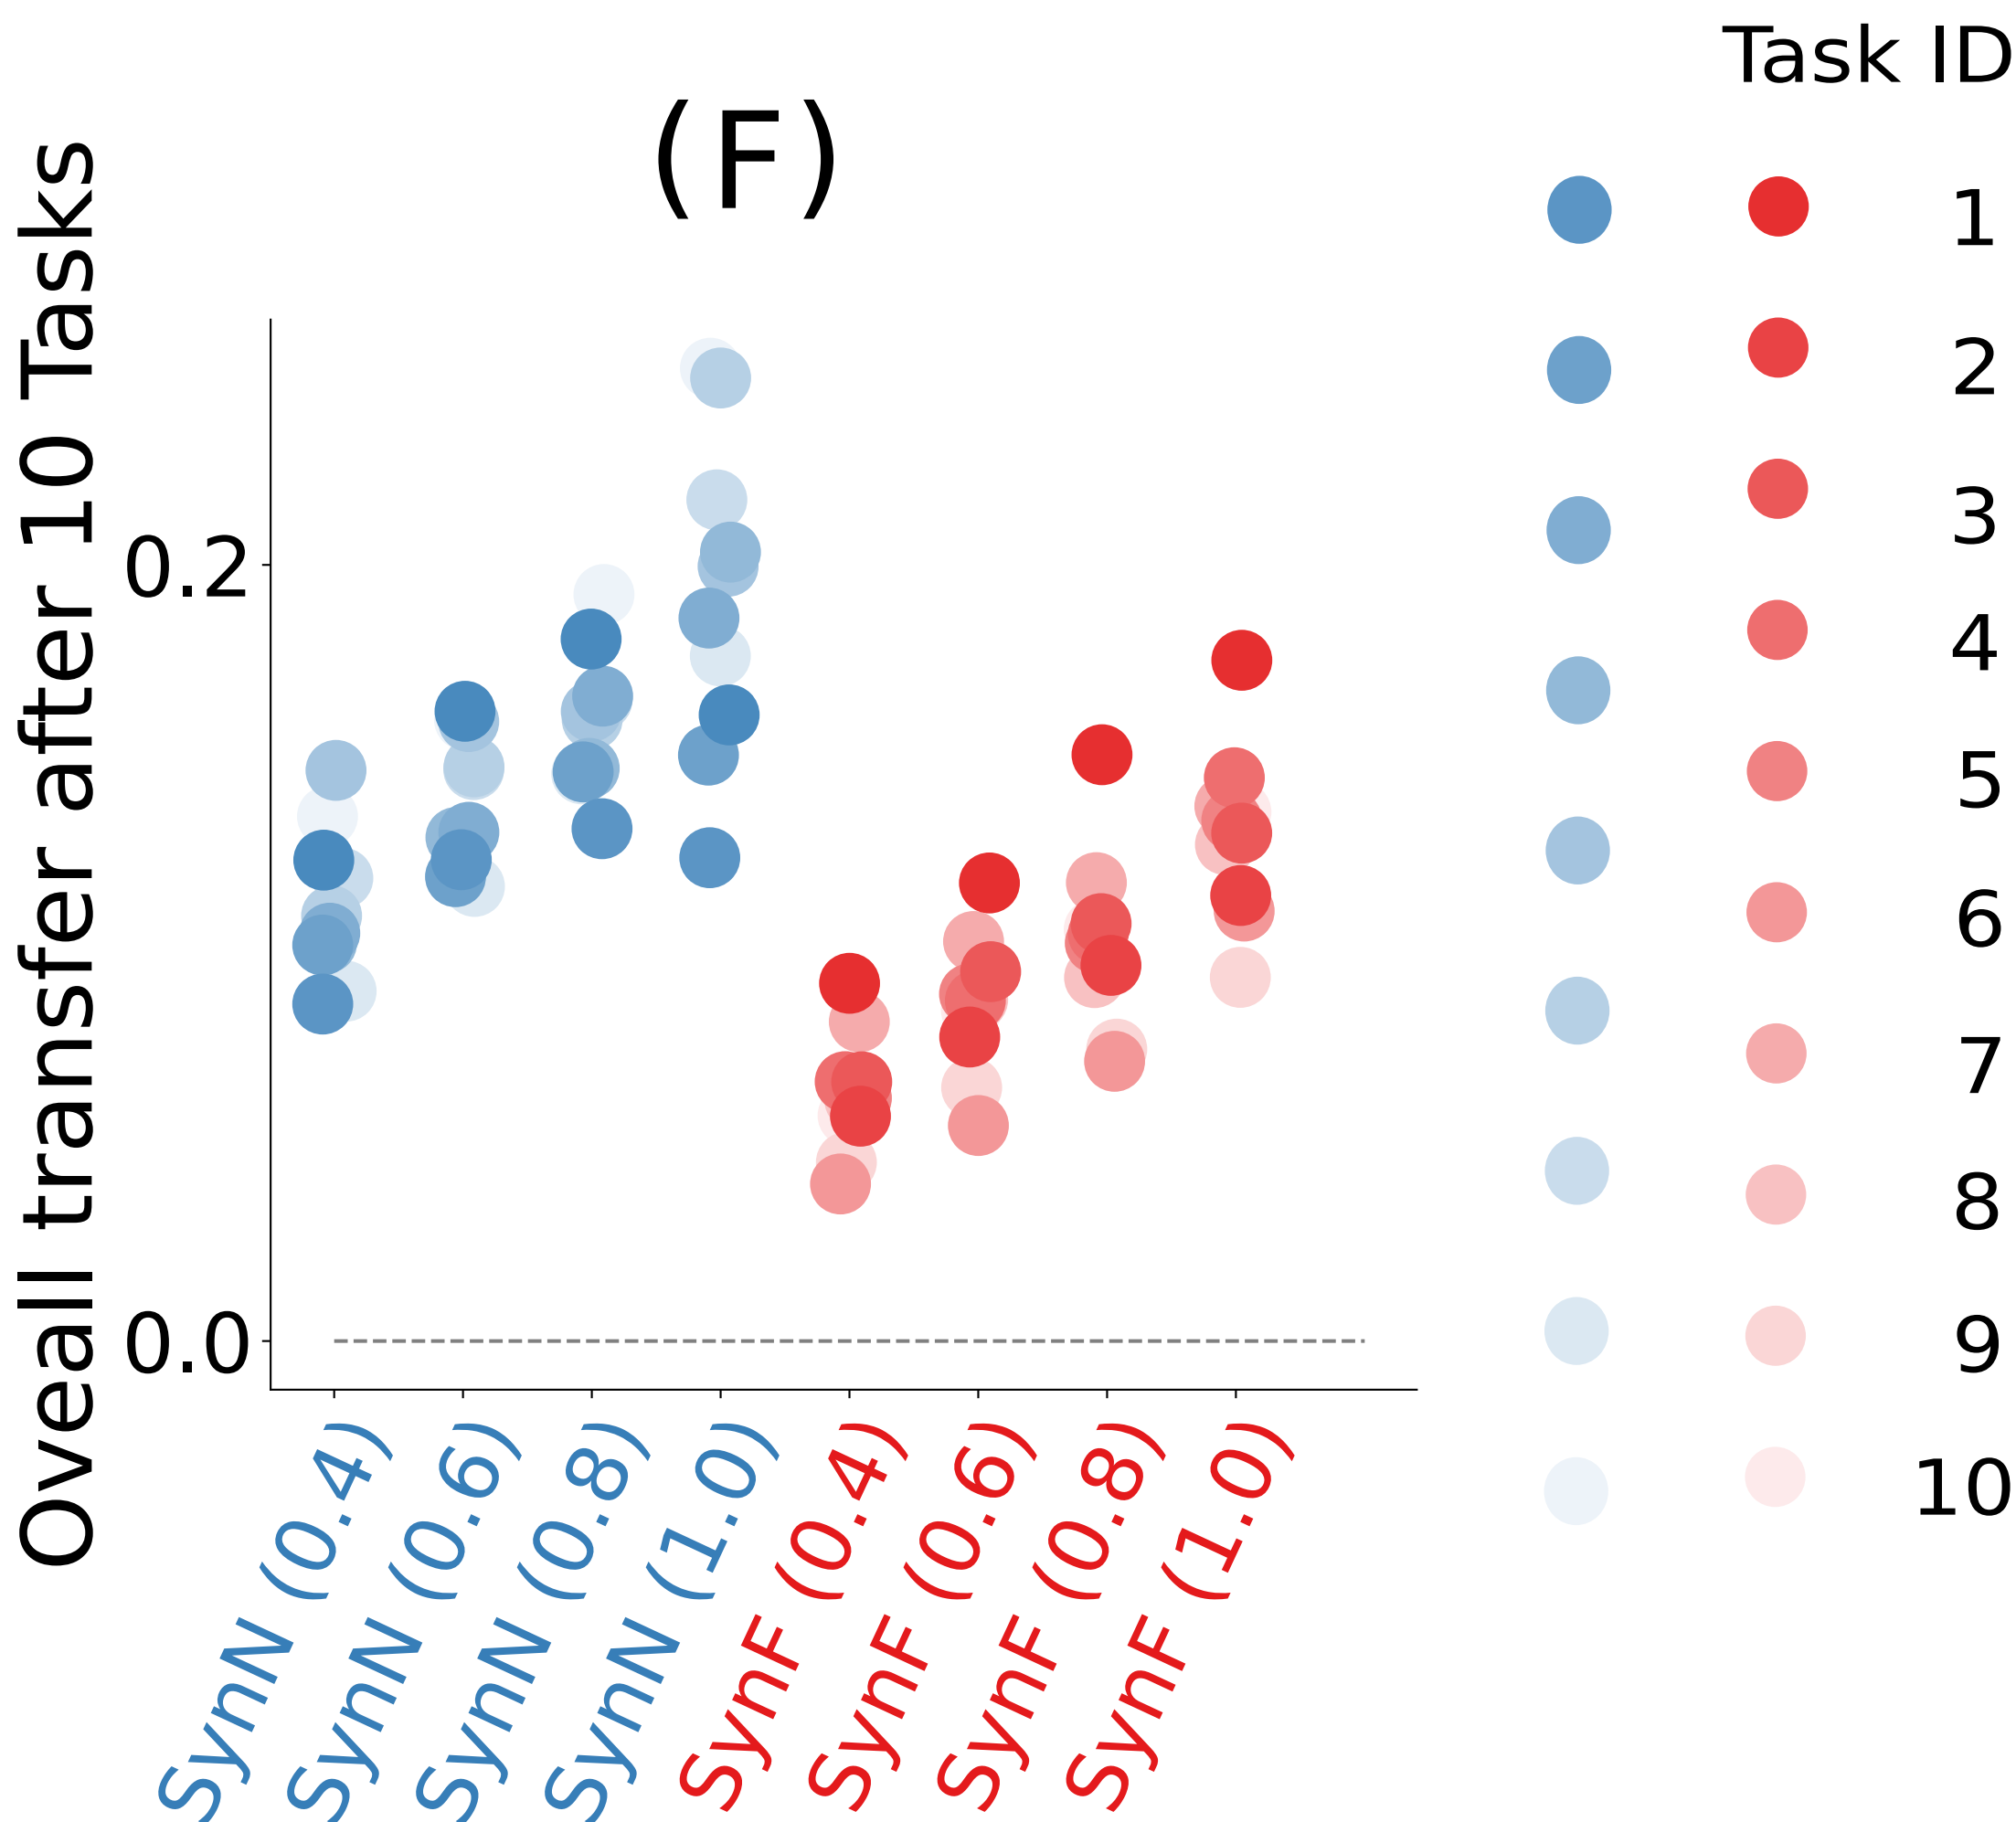 Task ID
(F)
1
2
3
4
5
6
7
8
9
10
Oveall transfer after 10 Tasks
0.2
0.0
SynN (0.4)
SynN (0.6)
SynN (0.8)
SynN (1.0)
SynF (0.4)
SynF (0.6)
SynF (0.8)
SynF (1.0)